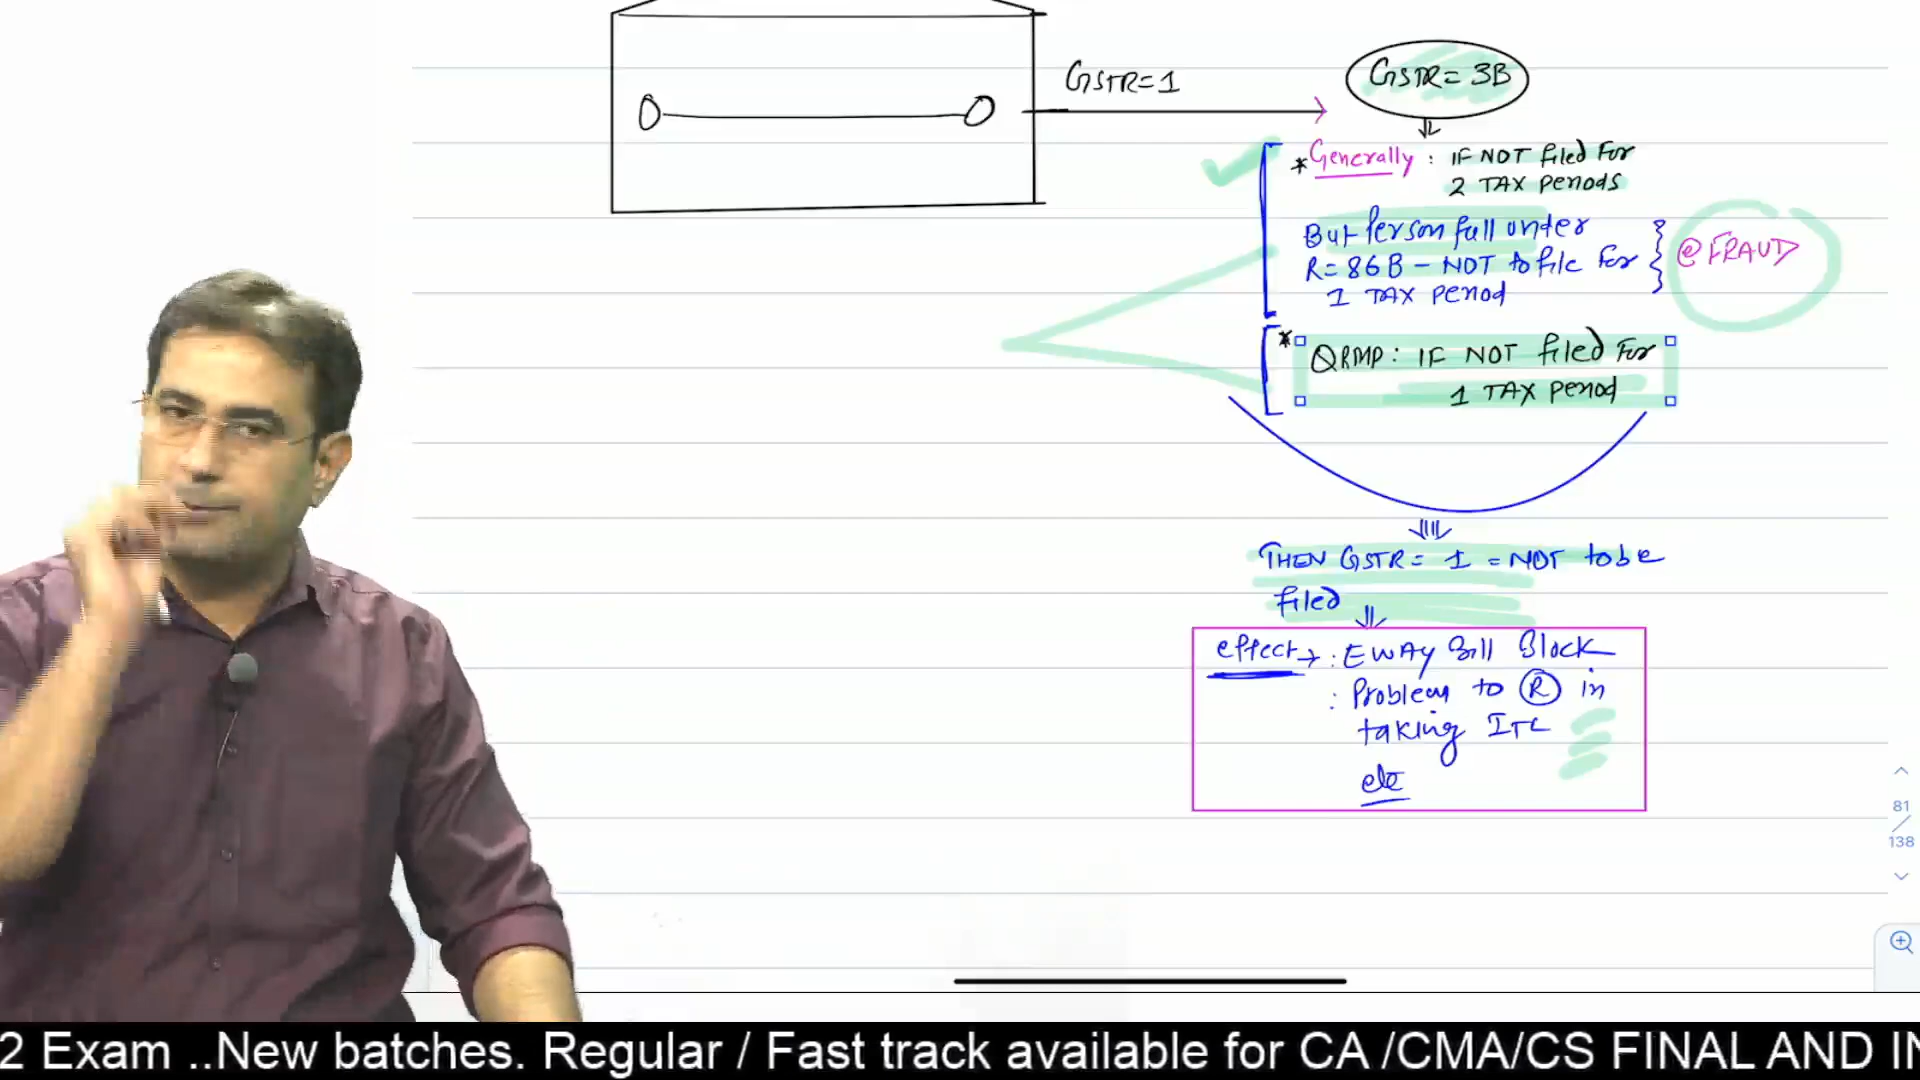 GSTR=1
GSTR= 3B
*Generally : IF NOT filed For
2 TAX Periods
But Person fall under
R=86B - NOT to file For
1 TAX Period
@FRAUD
* QRMP: IF NOT filed For
1 TAX Period
THEN GSTR= 1 = NOT to be
filed
effect → : EWAY Bill Block
: Problem to R in
taking ITC
etc
81
138
2 Exam ..New batches. Regular / Fast track available for CA /CMA/CS FINAL AND IN